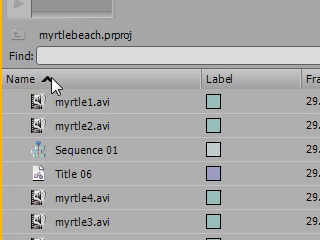 myrtlebeach.prproj
Find:
Name Label Fra
myrtle1.avi 29.
myrtle2.avi 29.
Sequence 01 29.
Title 06
myrtle4.avi 29.
myrtle3.avi 29.